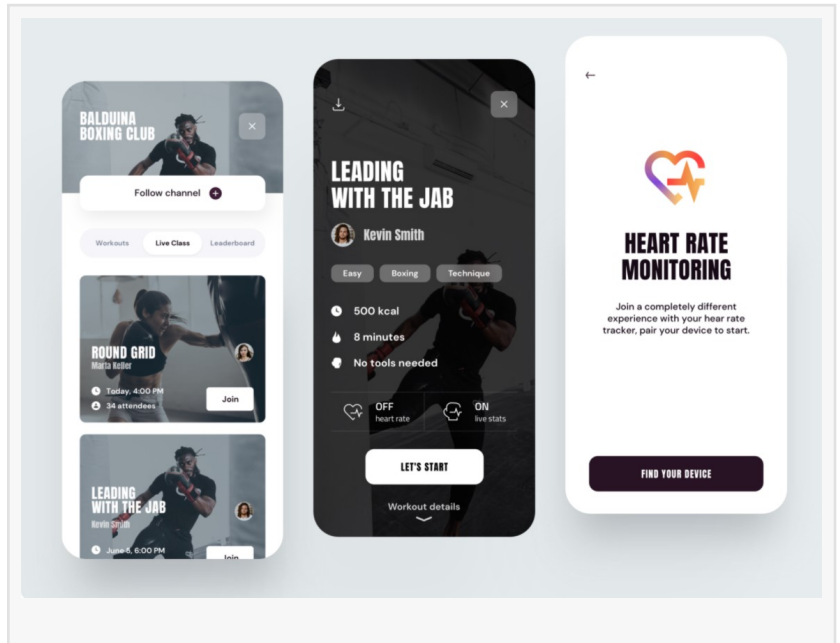 BALDUINA
BOXING CLUB
Follow channel
Workouts
Live Class
Leaderboard
ROUND GRID
Marta Keller
Today, 4:00 PM
34 attendees
Join
LEADING
WITH THE JAB
Kevin Smith
June 5, 6:00 PM
Join
LEADING
WITH THE JAB
Kevin Smith
Easy
Boxing
Technique
500 kcal
8 minutes
No tools needed
OFF
heart rate
ON
live stats
LET'S START
Workout details
HEART RATE
MONITORING
Join a completely different
experience with your hear rate
tracker, pair your device to start.
FIND YOUR DEVICE